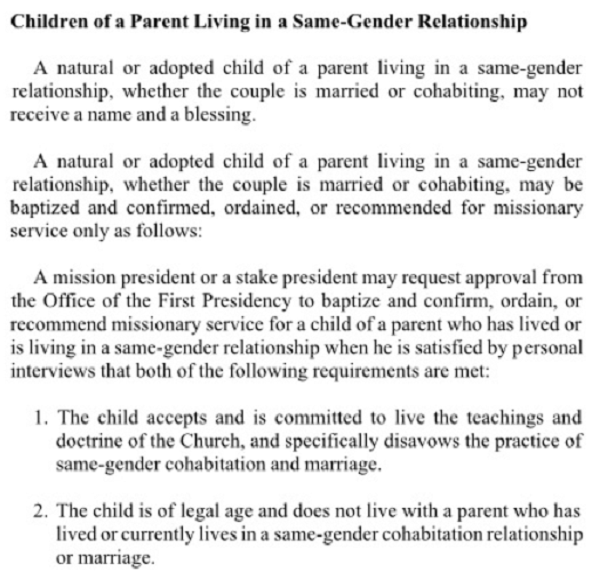 Children of a Parent Living in a Same-Gender Relationship
A natural or adopted child of a parent living in a same-gender
relationship, whether the couple is married or cohabiting, may not
receive a name and a blessing.
A natural or adopted child of a parent living in a same-gender
relationship, whether the couple is married or cohabiting, may be
baptized and confirmed, ordained, or recommended for missionary
service only as follows:
A mission president or a stake president may request approval from
the Office of the First Presidency to baptize and confirm, ordain, or
recommend missionary service for a child of a parent who has lived or
is living in a same-gender relationship when he is satisfied by personal
interviews that both of the following requirements are met:
1. The child accepts and is committed to live the teachings and
doctrine of the Church, and specifically disavows the practice of
same-gender cohabitation and marriage.
2. The child is of legal age and does not live with a parent who has
lived or currently lives in a same-gender cohabitation relationship
or marriage.